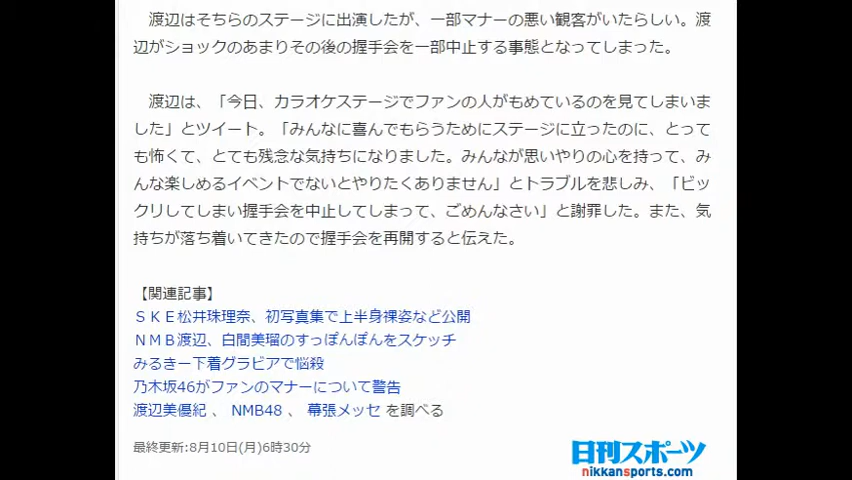 渡辺はそちらのステージに出演したが、一部マナーの悪い観客がいたらしい。渡
辺がショックのあまりその後の握手会を一部中止する事態となってしまった。
渡辺は、「今日、カラオケステージでファンの人がもめているのを見てしまいま
した」とツイート。「みんなに喜んでもらうためにステージに立ったのに、とって
も怖くて、とても残念な気持ちになりました。みんなが思いやりの心を持って、み
んな楽しめるイベントでないとやりたくありません」とトラブルを悲しみ、「ビッ
クリしてしまい握手会を中止してしまって、ごめんなさい」と謝罪した。また、気
持ちが落ち着いてきたので握手会を再開すると伝えた。
【関連記事】
ＳＫＥ松井珠理奈、初写真集で上半身裸姿など公開
ＮＭＢ渡辺、白間美瑠のすっぽんぽんをスケッチ
みるきー下着グラビアで悩殺
乃木坂46がファンのマナーについて警告
渡辺美優紀 、 NMB48 、 幕張メッセ を調べる
最終更新:8月10日(月)6時30分
日刊スポーツ
nikkansports.com